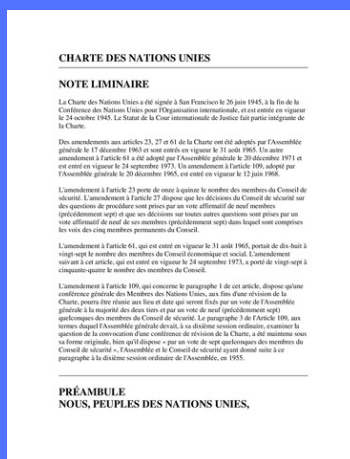 CHARTE DES NATIONS UNIES
NOTE LIMINAIRE
La Charte des Nations Unies a été signée à San Francisco le 26 juin 1945, à la fin de la
Conférence des Nations Unies pour l'Organisation internationale, et est entrée en vigueur
le 24 octobre 1945. Le Statut de la Cour internationale de Justice fait partie intégrante de
la Charte.
Des amendements aux articles 23, 27 et 61 de la Charte ont été adoptés par l'Assemblée
générale le 17 décembre 1963 et sont entrés en vigueur le 31 août 1965. Un autre
amendement à l'article 61 a été adopté par l'Assemblée générale le 20 décembre 1971 et
est entré en vigueur le 24 septembre 1973. Un amendement à l'article 109, adopté par
l'Assemblée générale le 20 décembre 1965, est entré en vigueur le 12 juin 1968.
L'amendement à l'article 23 porte de onze à quinze le nombre des membres du Conseil de
sécurité. L'amendement à l'article 27 dispose que les décisions du Conseil de sécurité sur
des questions de procédure sont prises par un vote affirmatif de neuf membres
(précédemment sept) et que ses décisions sur toutes autres questions sont prises par un
vote affirmatif de neuf de ses membres (précédemment sept) dans lequel sont comprises
les voix des cinq membres permanents du Conseil.
L'amendement à l'article 61, qui est entré en vigueur le 31 août 1965, portait de dix-huit à
vingt-sept le nombre des membres du Conseil économique et social. L'amendement
suivant à cet article, qui est entré en vigueur le 24 septembre 1973, a porté de vingt-sept à
cinquante-quatre le nombre des membres du Conseil.
L'amendement à l'article 109, qui concerne le paragraphe 1 de cet article, dispose qu'une
conférence générale des Membres des Nations Unies, aux fins d'une révision de la
Charte, pourra être réunie aux lieu et date qui seront fixés par un vote de l'Assemblée
générale à la majorité des deux tiers et par un vote de neuf (précédemment sept)
quelconques des membres du Conseil de sécurité. Le paragraphe 3 de l'Article 109, aux
termes duquel l'Assemblée générale devait, à sa dixième session ordinaire, examiner la
question de la convocation d'une conférence de révision de la Charte, a été maintenu sous
sa forme originale, bien qu'il dispose « par un vote de sept quelconques des membres du
Conseil de sécurité », l'Assemblée et le Conseil de sécurité ayant donné suite à ce
paragraphe à la dixième session ordinaire de l'Assemblée, en 1955.
PRÉAMBULE
NOUS, PEUPLES DES NATIONS UNIES,